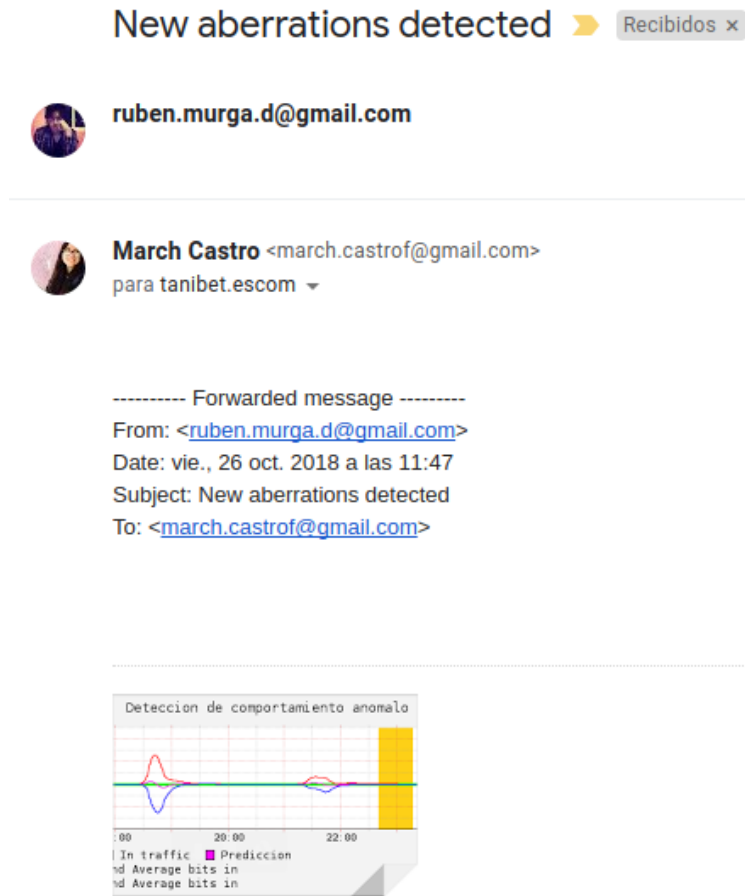 New aberrations detected Recibidos ×
ruben.murga.d@gmail.com
March Castro <march.castrof@gmail.com>
para tanibet.escom
---------- Forwarded message ---------
From: <ruben.murga.d@gmail.com>
Date: vie., 26 oct. 2018 a las 11:47
Subject: New aberrations detected
To: <march.castrof@gmail.com>
Deteccion de comportamiento anomalo
:00 20:00 22:00
In traffic Prediccion
nd Average bits in
nd Average bits in